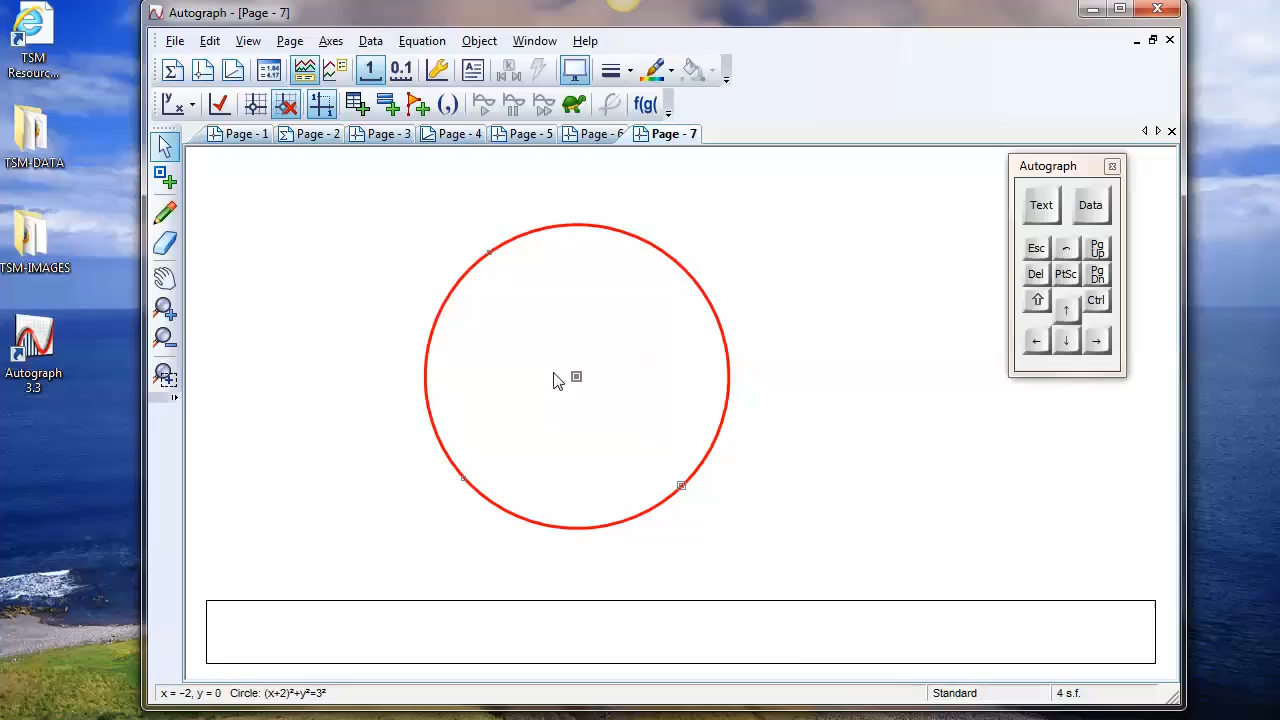 TSM
Resourc...
TSM-DATA
TSM-IMAGES
Autograph
3.3
Autograph - [Page - 7]
File Edit View Page Axes Data Equation Object Window Help
1 0.1 A
y x (,) f(g(
Page - 1 Page - 2 Page - 3 Page - 4 Page - 5 Page - 6 Page - 7
Autograph
Text Data
Esc Pg Up
Del PtSc Pg Dn
Ctrl
x = −2, y = 0 Circle: (x+2)²+y²=3² Standard 4 s.f.